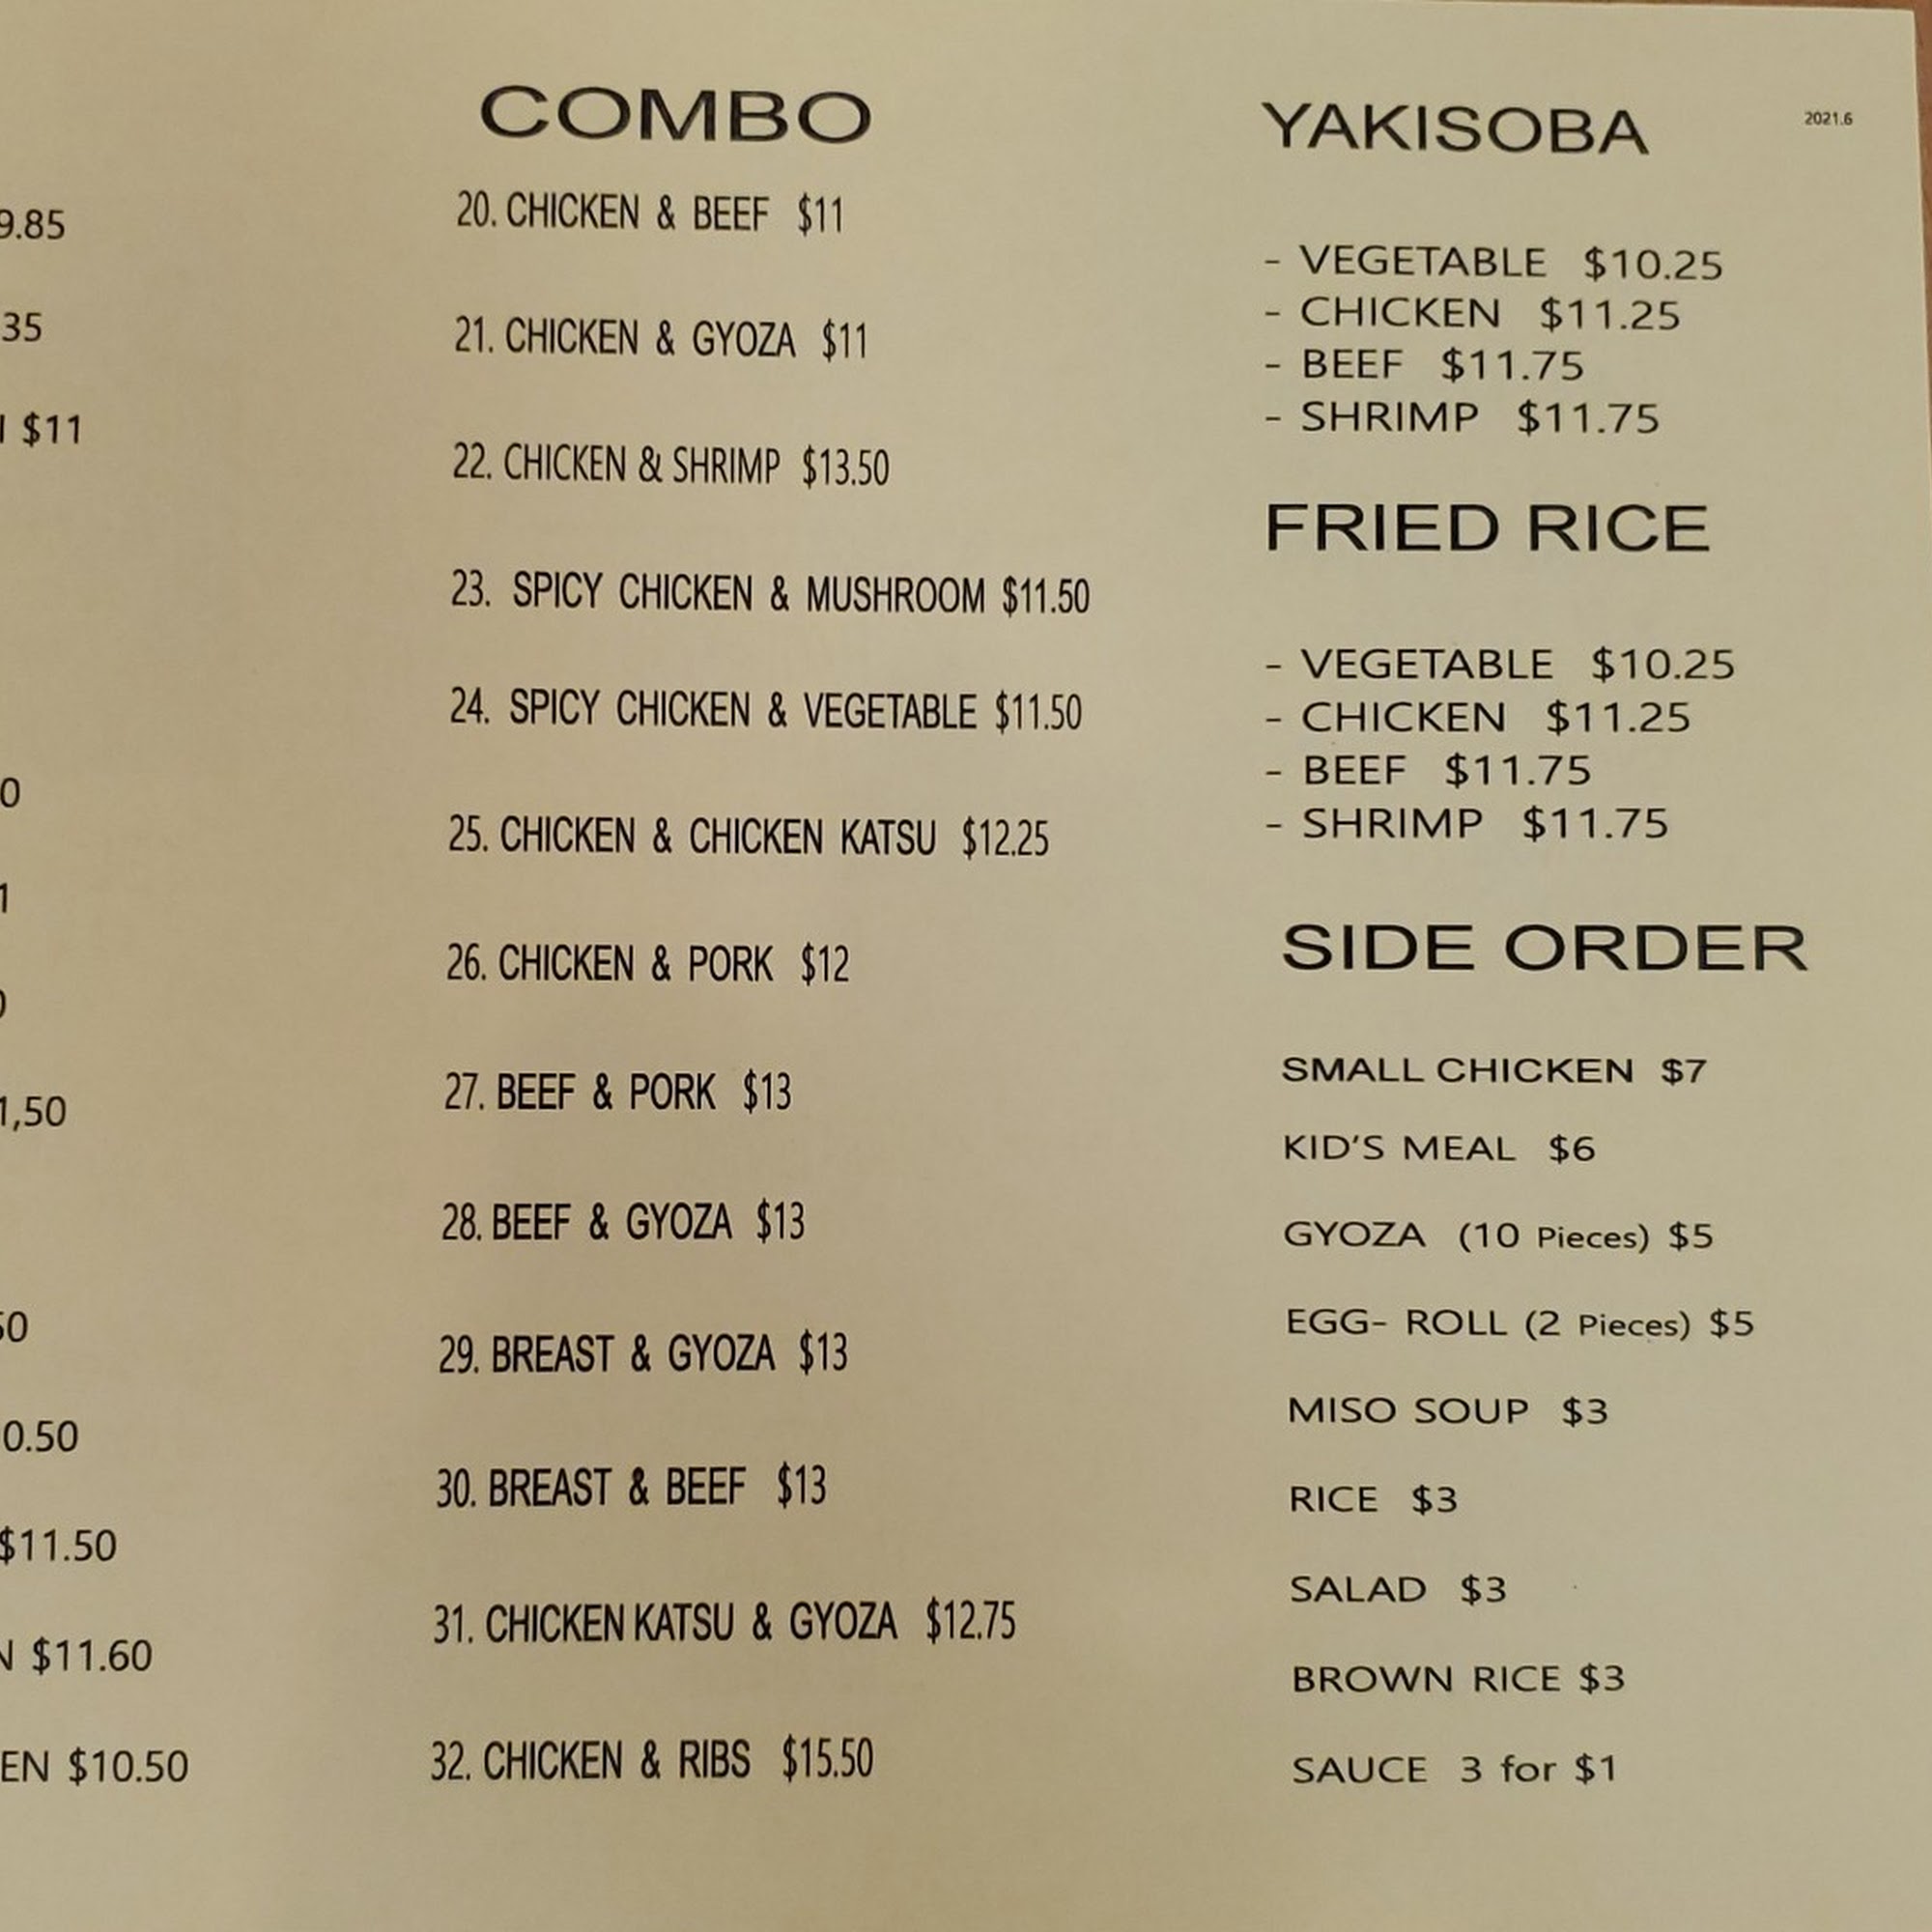 9.85
35
$11
0
1
1,50
50
0.50
$11.50
N $11.60
EN $10.50
COMBO
20. CHICKEN & BEEF $11
21. CHICKEN & GYOZA $11
22. CHICKEN & SHRIMP $13.50
23. SPICY CHICKEN & MUSHROOM $11.50
24. SPICY CHICKEN & VEGETABLE $11.50
25. CHICKEN & CHICKEN KATSU $12.25
26. CHICKEN & PORK $12
27. BEEF & PORK $13
28. BEEF & GYOZA $13
29. BREAST & GYOZA $13
30. BREAST & BEEF $13
31. CHICKEN KATSU & GYOZA $12.75
32. CHICKEN & RIBS $15.50
YAKISOBA
2021.6
- VEGETABLE $10.25
- CHICKEN $11.25
- BEEF $11.75
- SHRIMP $11.75
FRIED RICE
- VEGETABLE $10.25
- CHICKEN $11.25
- BEEF $11.75
- SHRIMP $11.75
SIDE ORDER
SMALL CHICKEN $7
KID'S MEAL $6
GYOZA (10 Pieces) $5
EGG- ROLL (2 Pieces) $5
MISO SOUP $3
RICE $3
SALAD $3
BROWN RICE $3
SAUCE 3 for $1